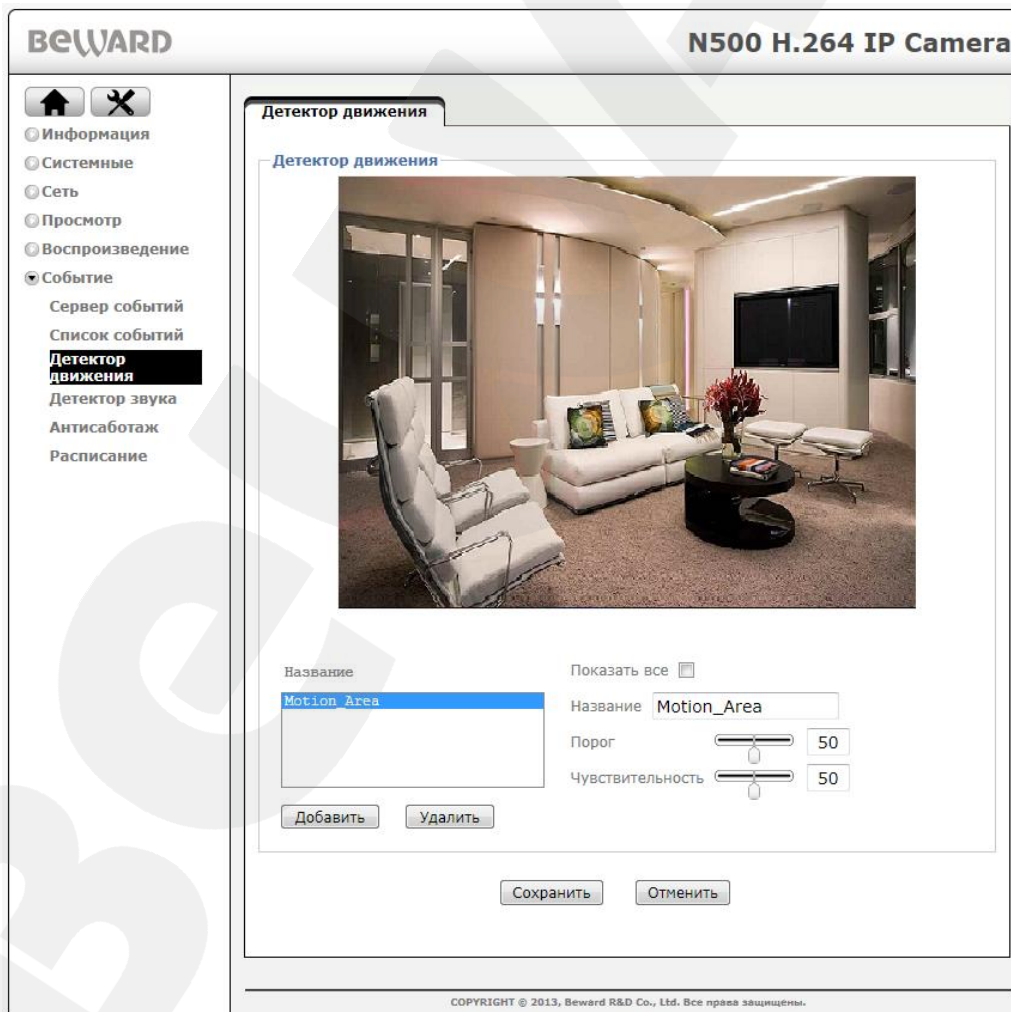 BEWARD
N500 H.264 IP Camera
Информация
Системные
Сеть
Просмотр
Воспроизведение
Событие
Сервер событий
Список событий
Детектор
движения
Детектор звука
Антисаботаж
Расписание
Детектор движения
Детектор движения
Название
Motion_Area
Добавить
Удалить
Показать все
Название Motion_Area
Порог 50
Чувствительность 50
Сохранить
Отменить
COPYRIGHT © 2013, Beward R&D Co., Ltd. Все права защищены.